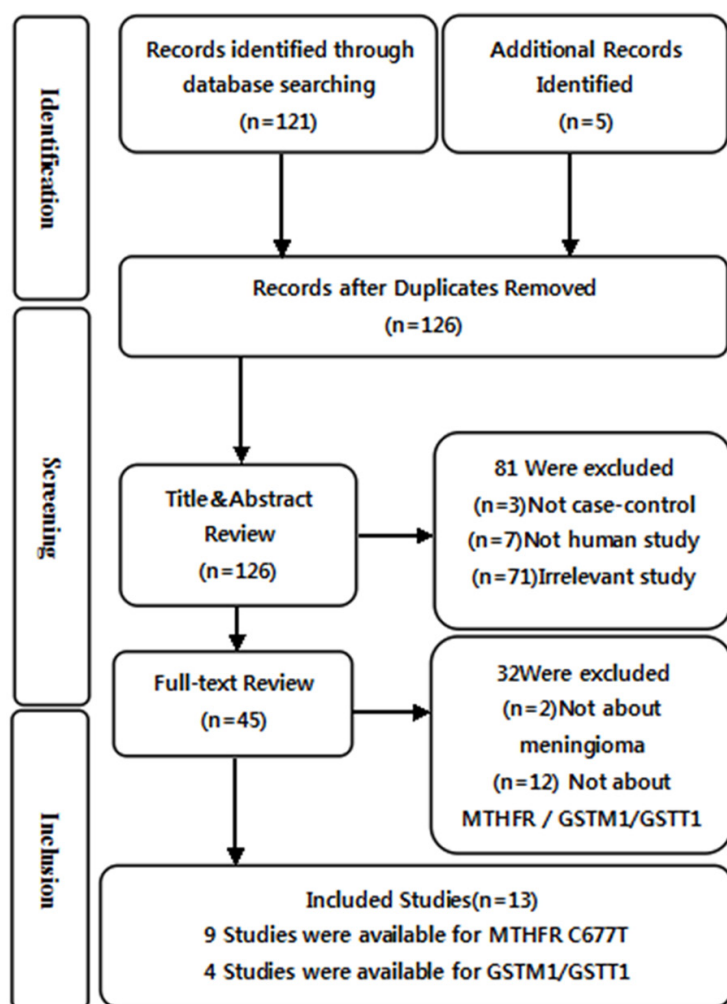 Identification
Records identified through
database searching
(n=121)
Additional Records
Identified
(n=5)
Records after Duplicates Removed
(n=126)
Screening
Title&Abstract
Review
(n=126)
81 Were excluded
(n=3)Not case-control
(n=7)Not human study
(n=71)Irrelevant study
Full-text Review
(n=45)
32Were excluded
(n=2)Not about
meningioma
(n=12) Not about
MTHFR / GSTM1/GSTT1
Inclusion
Included Studies(n=13)
9 Studies were available for MTHFR C677T
4 Studies were available for GSTM1/GSTT1